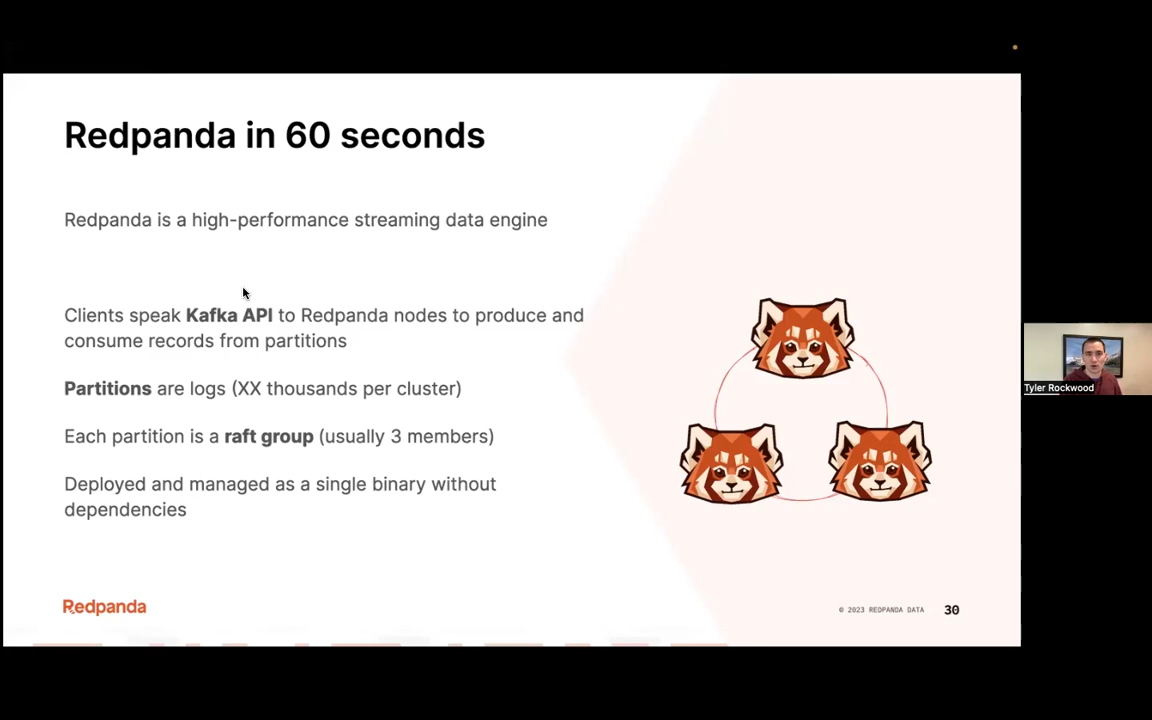 Redpanda in 60 seconds
Redpanda is a high-performance streaming data engine
Clients speak Kafka API to Redpanda nodes to produce and
consume records from partitions
Partitions are logs (XX thousands per cluster)
Each partition is a raft group (usually 3 members)
Deployed and managed as a single binary without
dependencies
Redpanda
© 2023 REDPANDA DATA
30
Tyler Rockwood